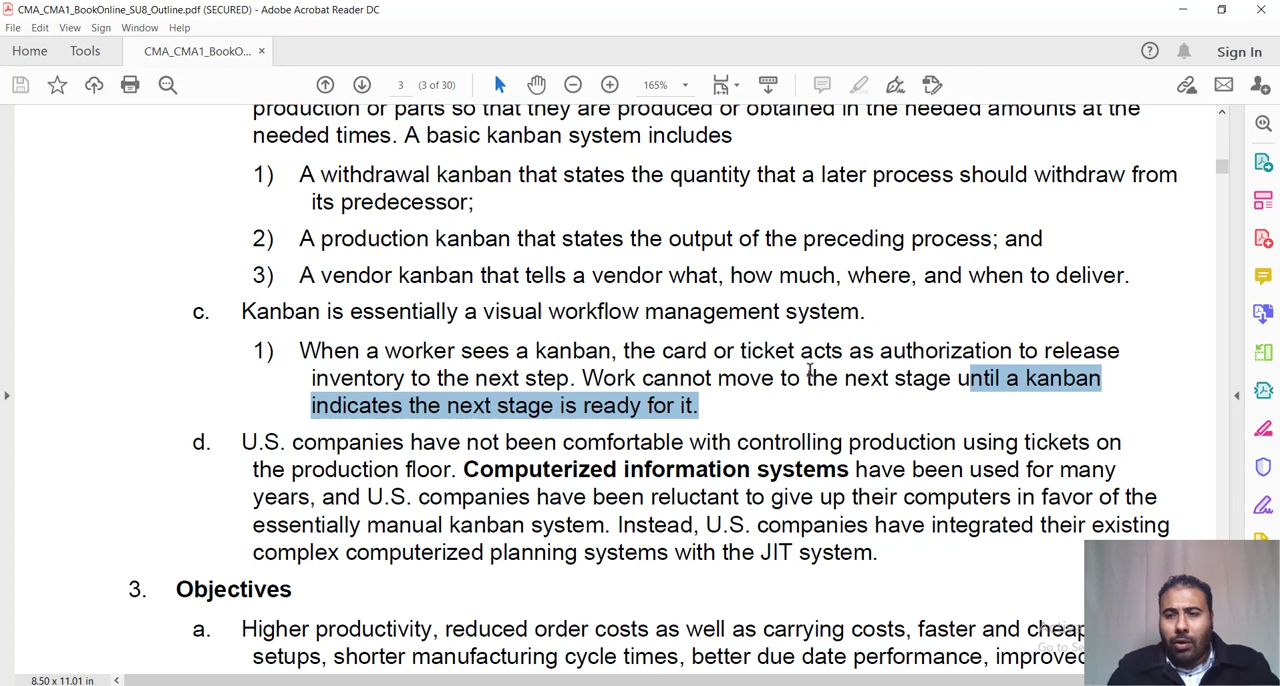 CMA_CMA1_BookOnline_SU8_Outline.pdf (SECURED) - Adobe Acrobat Reader DC
File Edit View Sign Window Help
Home Tools CMA_CMA1_BookO... × Sign In
3 (3 of 30) 165%
production or parts so that they are produced or obtained in the needed amounts at the
needed times. A basic kanban system includes
1) A withdrawal kanban that states the quantity that a later process should withdraw from
its predecessor;
2) A production kanban that states the output of the preceding process; and
3) A vendor kanban that tells a vendor what, how much, where, and when to deliver.
c. Kanban is essentially a visual workflow management system.
1) When a worker sees a kanban, the card or ticket acts as authorization to release
inventory to the next step. Work cannot move to the next stage until a kanban
indicates the next stage is ready for it.
d. U.S. companies have not been comfortable with controlling production using tickets on
the production floor. Computerized information systems have been used for many
years, and U.S. companies have been reluctant to give up their computers in favor of the
essentially manual kanban system. Instead, U.S. companies have integrated their existing
complex computerized planning systems with the JIT system.
3. Objectives
a. Higher productivity, reduced order costs as well as carrying costs, faster and cheap
setups, shorter manufacturing cycle times, better due date performance, improved
8.50 x 11.01 in